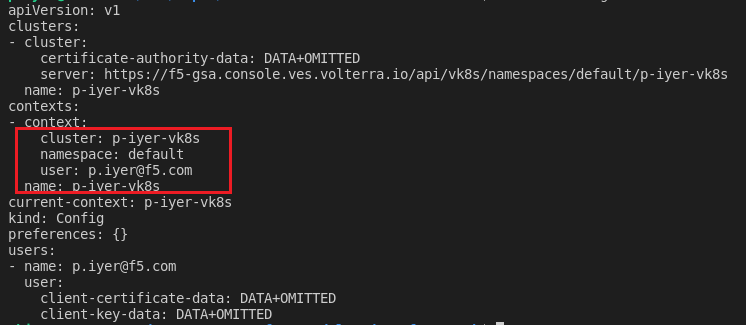 apiVersion: v1
clusters:
- cluster:
    certificate-authority-data: DATA+OMITTED
    server: https://f5-gsa.console.ves.volterra.io/api/vk8s/namespaces/default/p-iyer-vk8s
  name: p-iyer-vk8s
contexts:
- context:
    cluster: p-iyer-vk8s
    namespace: default
    user: p.iyer@f5.com
  name: p-iyer-vk8s
current-context: p-iyer-vk8s
kind: Config
preferences: {}
users:
- name: p.iyer@f5.com
  user:
    client-certificate-data: DATA+OMITTED
    client-key-data: DATA+OMITTED